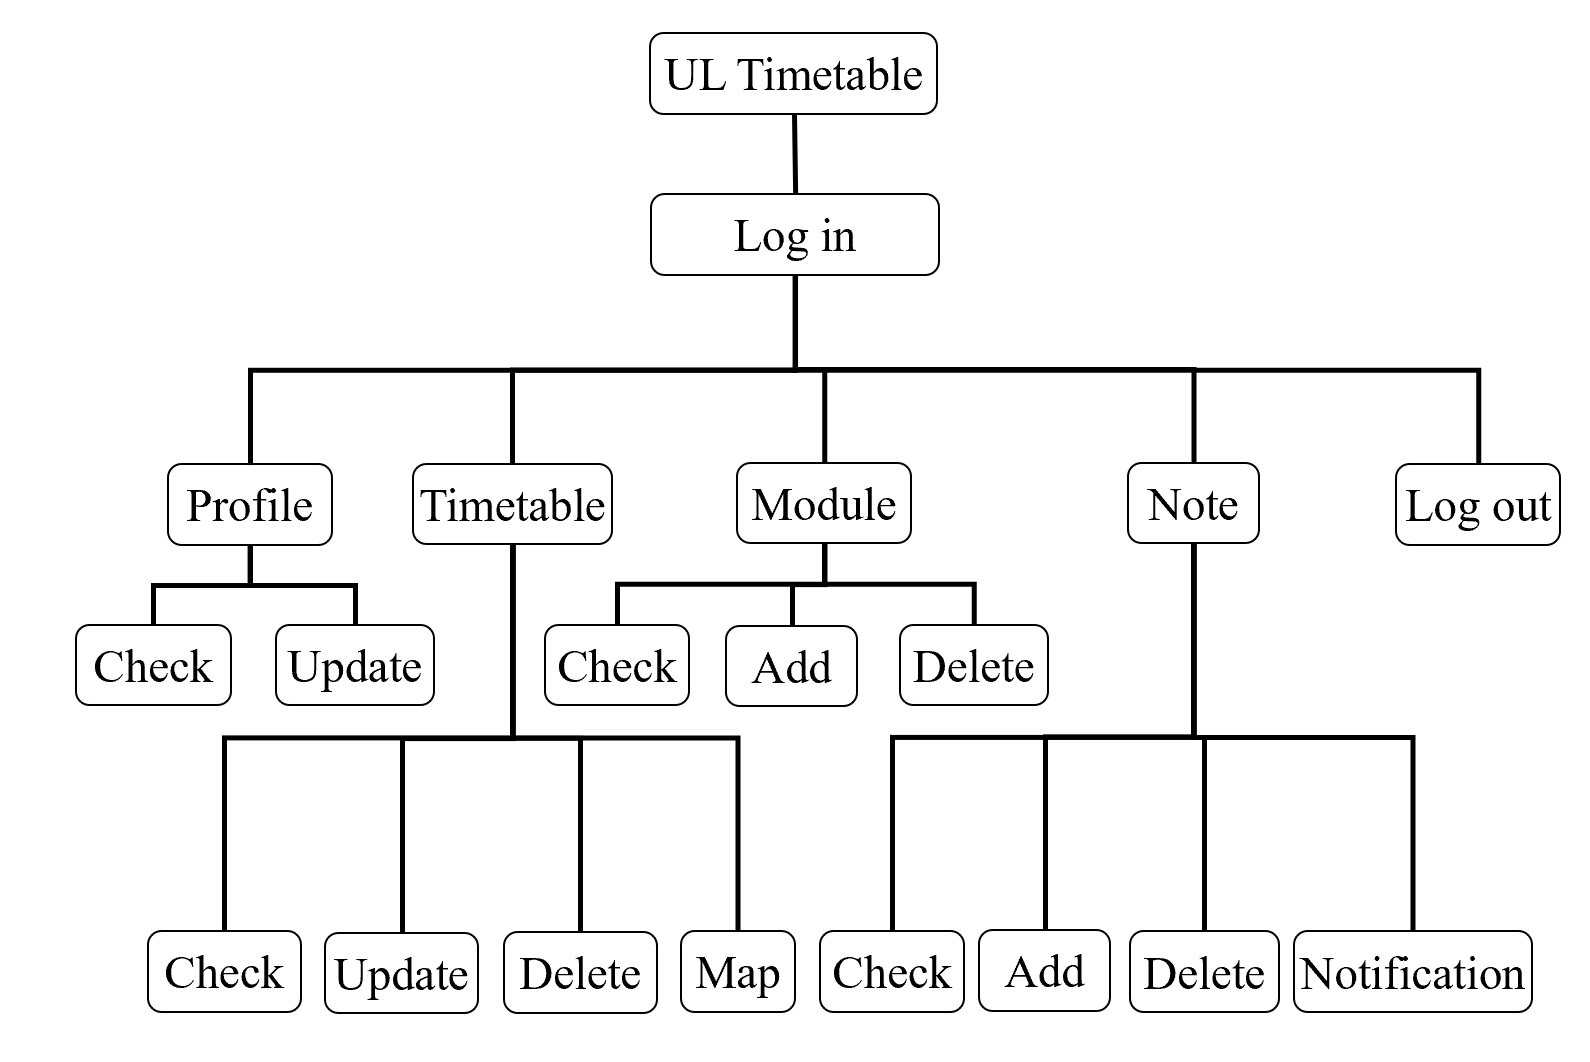 UL Timetable
Log in
Profile
Timetable
Module
Note
Log out
Check
Update
Check
Add
Delete
Check
Update
Delete
Map
Check
Add
Delete
Notification